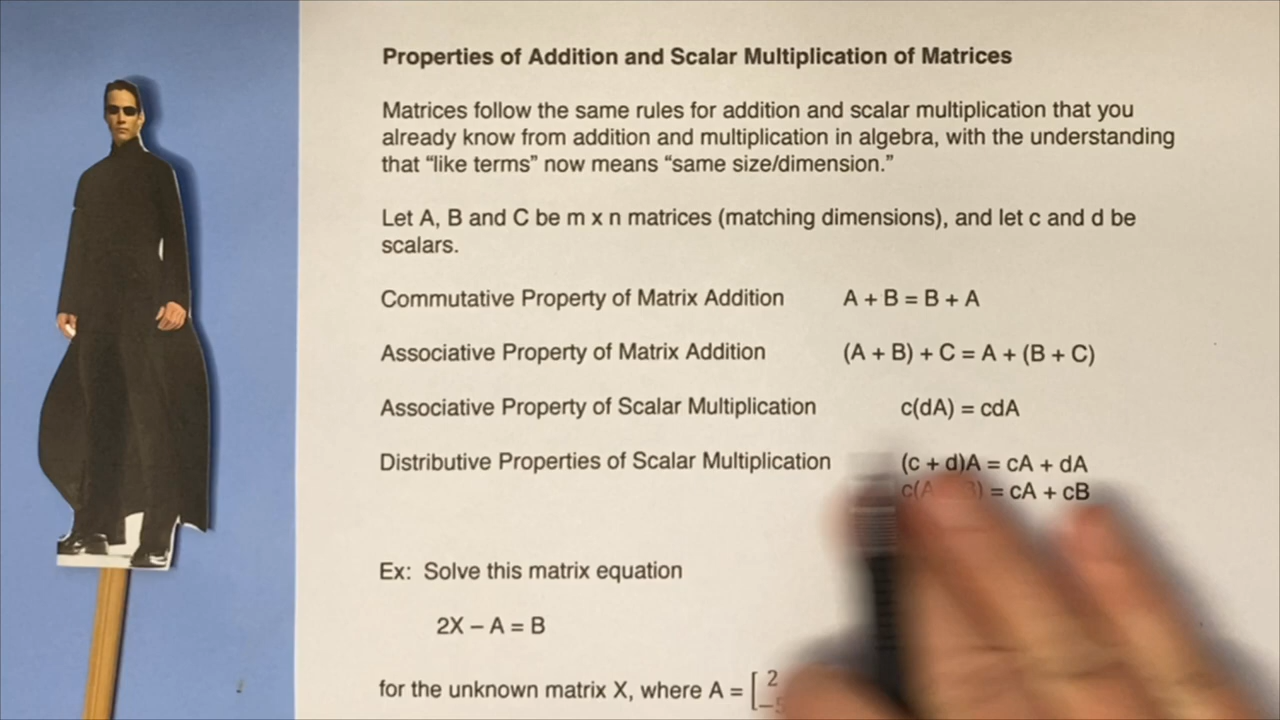 Properties of Addition and Scalar Multiplication of Matrices
Matrices follow the same rules for addition and scalar multiplication that you
already know from addition and multiplication in algebra, with the understanding
that “like terms” now means “same size/dimension.”
Let A, B and C be m x n matrices (matching dimensions), and let c and d be
scalars.
Commutative Property of Matrix Addition A + B = B + A
Associative Property of Matrix Addition (A + B) + C = A + (B + C)
Associative Property of Scalar Multiplication c(dA) = cdA
Distributive Properties of Scalar Multiplication (c + d)A = cA + dA
= cA + cB
Ex: Solve this matrix equation
2X – A = B
for the unknown matrix X, where A = [ 2